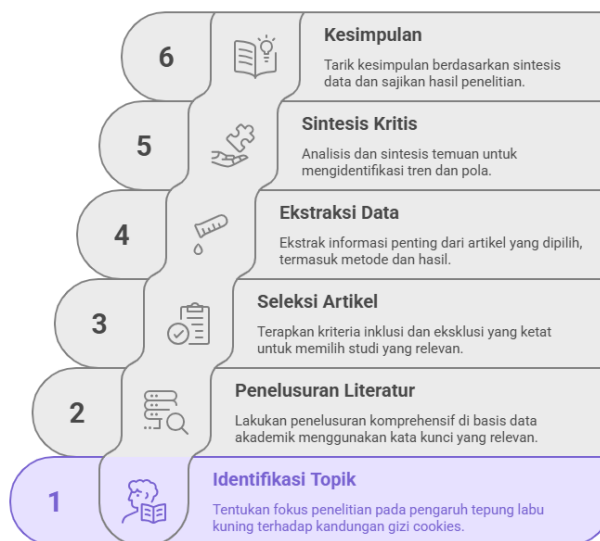 6
Kesimpulan
Tarik kesimpulan berdasarkan sintesis
data dan sajikan hasil penelitian.
5
Sintesis Kritis
Analisis dan sintesis temuan untuk
mengidentifikasi tren dan pola.
4
Ekstraksi Data
Ekstrak informasi penting dari artikel yang dipilih,
termasuk metode dan hasil.
3
Seleksi Artikel
Terapkan kriteria inklusi dan eksklusi yang ketat
untuk memilih studi yang relevan.
2
Penelusuran Literatur
Lakukan penelusuran komprehensif di basis data
akademik menggunakan kata kunci yang relevan.
1
Identifikasi Topik
Tentukan fokus penelitian pada pengaruh tepung labu
kuning terhadap kandungan gizi cookies.